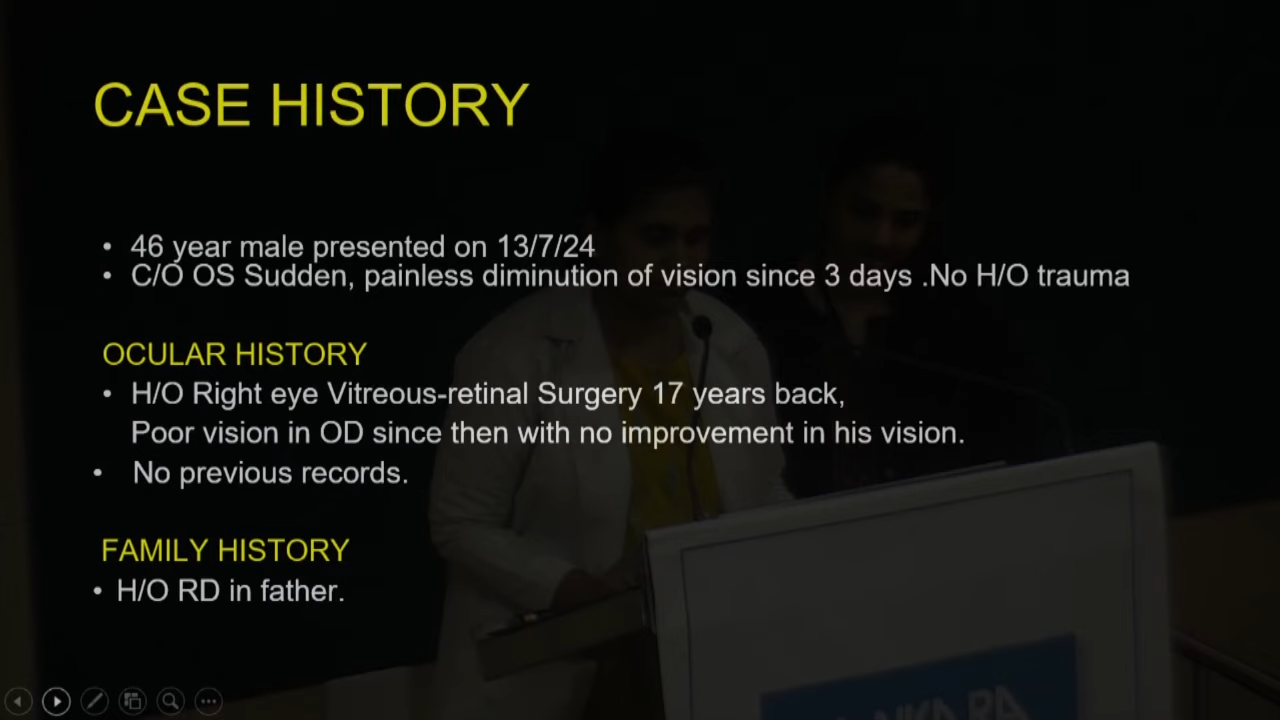 CASE HISTORY
• 46 year male presented on 13/7/24
• C/O OS Sudden, painless diminution of vision since 3 days .No H/O trauma
OCULAR HISTORY
• H/O Right eye Vitreous-retinal Surgery 17 years back,
Poor vision in OD since then with no improvement in his vision.
• No previous records.
FAMILY HISTORY
• H/O RD in father.